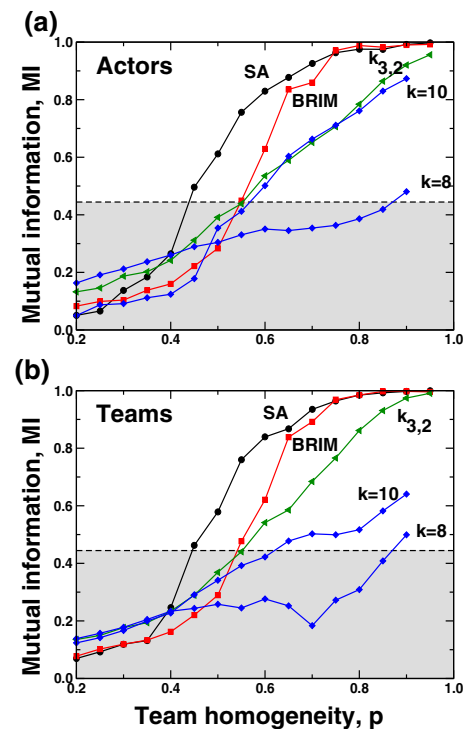 (a)
1.0
0.8
0.6
0.4
0.2
0.0
Mutual information, MI
Actors
SA
BRIM
k3,2
k=10
k=8
0.2 0.4 0.6 0.8 1.0
(b)
1.0
0.8
0.6
0.4
0.2
0.0
Mutual information, MI
Teams
SA
BRIM
k3,2
k=10
k=8
0.2 0.4 0.6 0.8 1.0
Team homogeneity, p